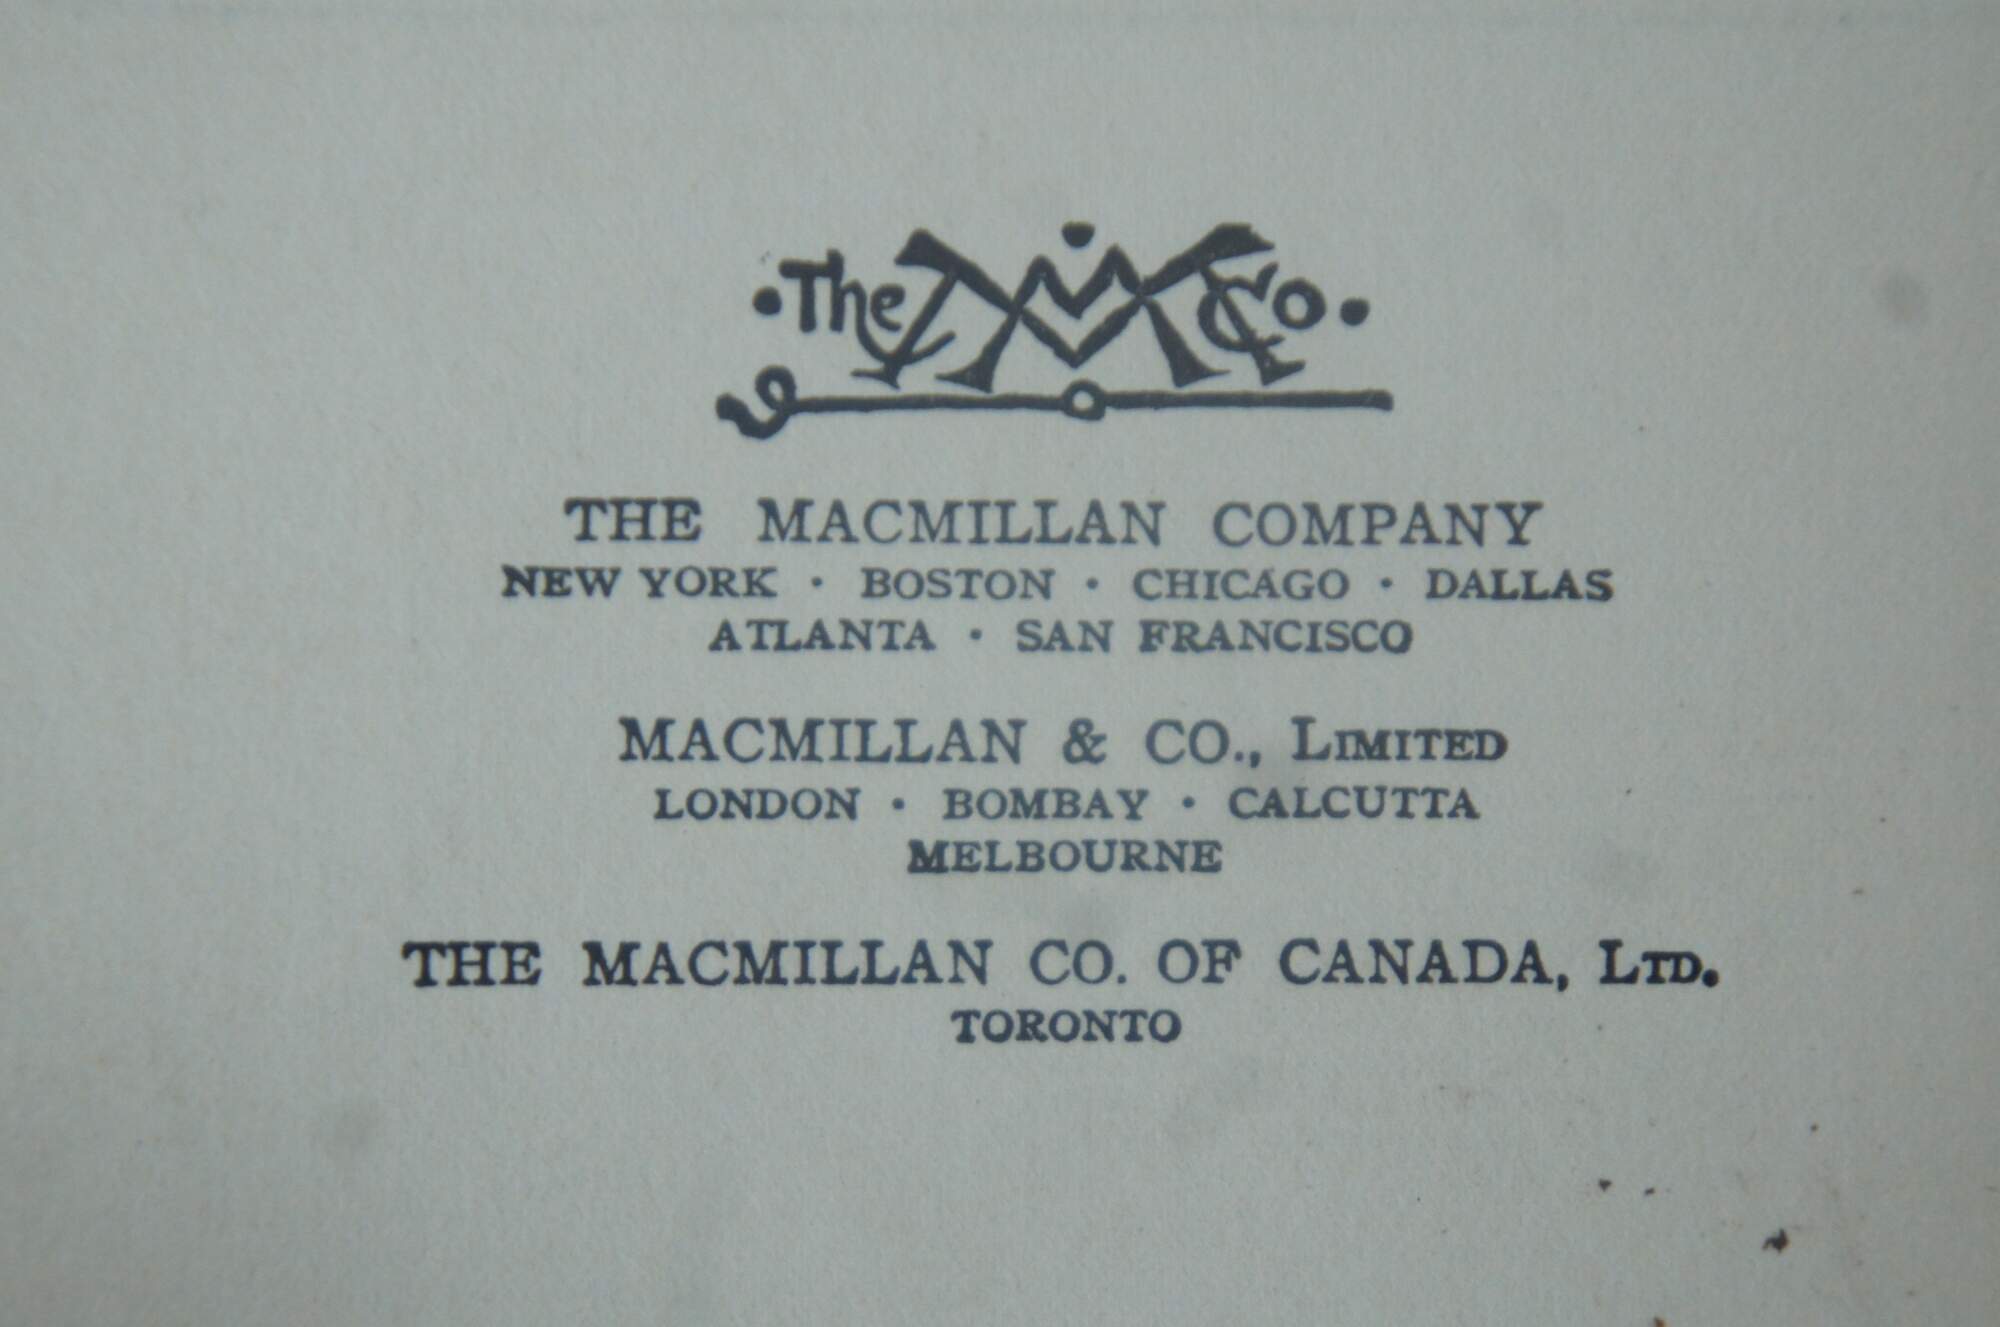 ·The MM Co.·
THE MACMILLAN COMPANY
NEW YORK · BOSTON · CHICAGO · DALLAS
ATLANTA · SAN FRANCISCO
MACMILLAN & CO., LIMITED
LONDON · BOMBAY · CALCUTTA
MELBOURNE
THE MACMILLAN CO. OF CANADA, LTD.
TORONTO